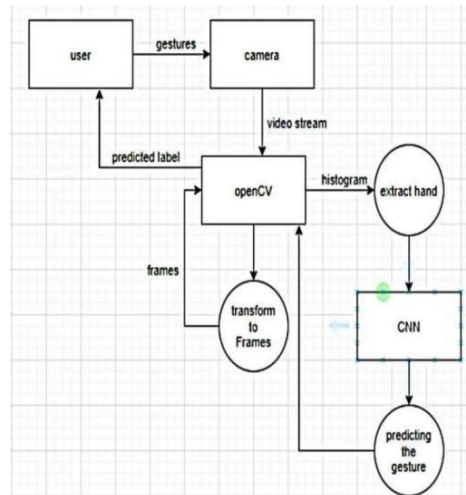 user
gestures
camera
video stream
predicted label
openCV
histogram
extract hand
frames
transform
to
Frames
CNN
predicting
the
gesture